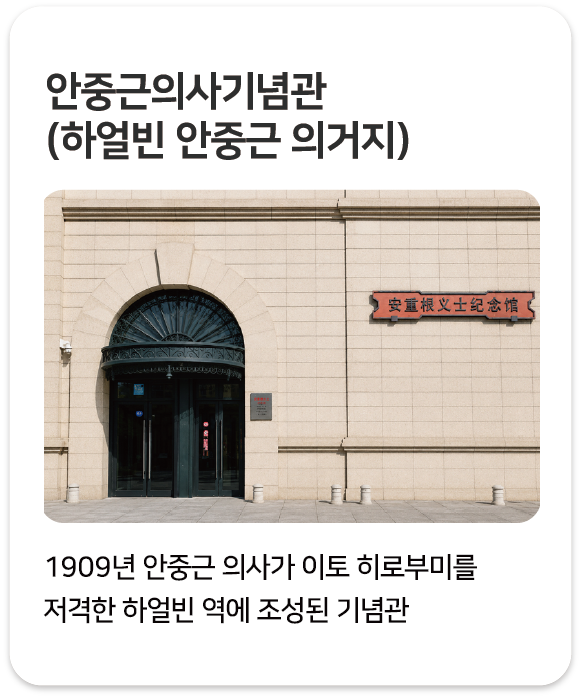 안중근의사기념관
(하얼빈 안중근 의거지)
安重根义士纪念馆
1909년 안중근 의사가 이토 히로부미를
저격한 하얼빈 역에 조성된 기념관